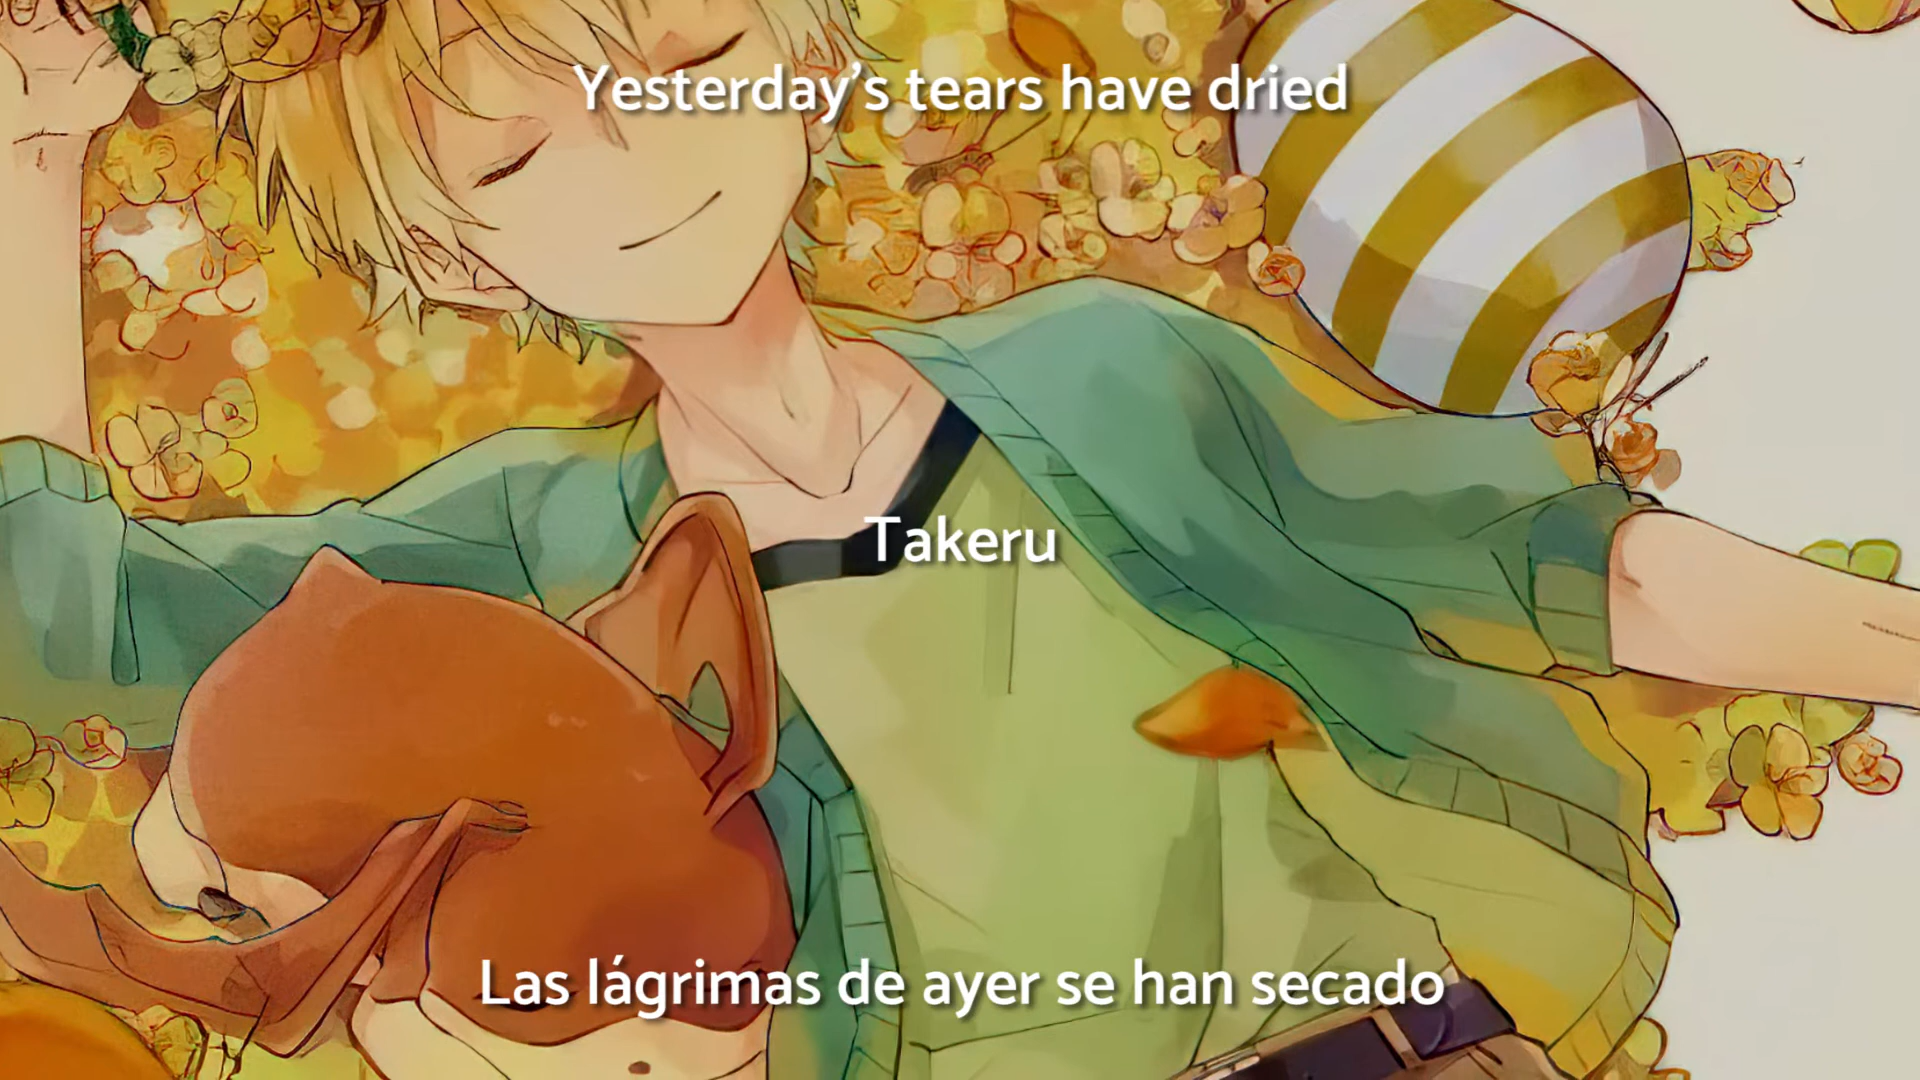 Yesterday’s tears have dried
Takeru
Las lágrimas de ayer se han secado